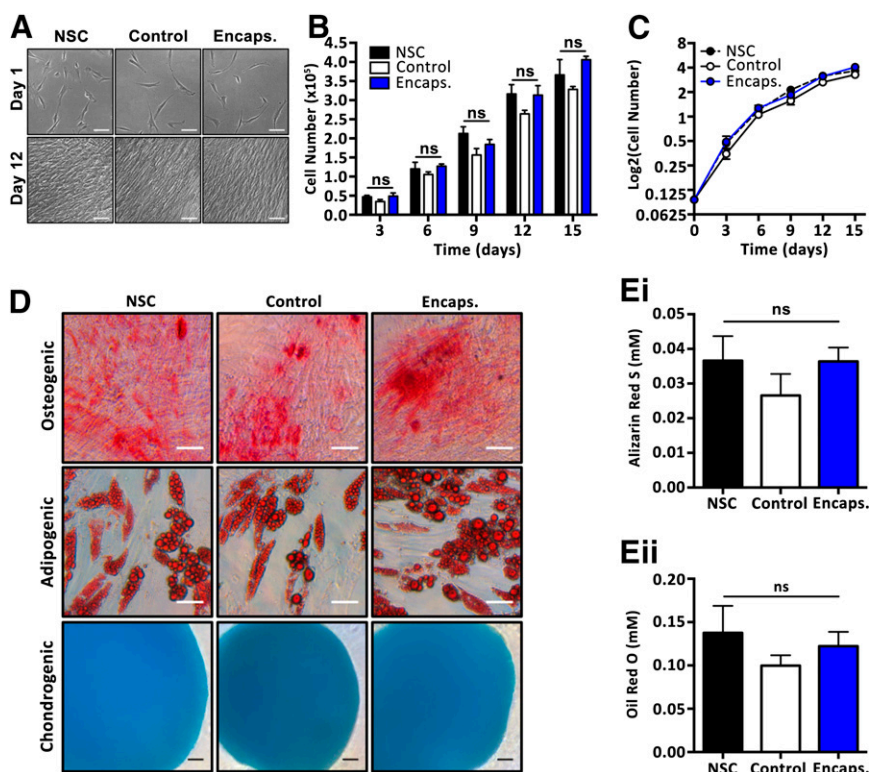 A
NSC Control Encaps.
Day 1
Day 12
B
NSC
Control
Encaps.
Cell Number (x10⁵)
4.5
4.0
3.5
3.0
2.5
2.0
1.5
1.0
0.5
0.0
ns ns ns ns ns
3 6 9 12 15
Time (days)
C
NSC
Control
Encaps.
Log2(Cell Number)
8
4
2
1
0.5
0.25
0.125
0.0625
0 3 6 9 12 15
Time (days)
D
NSC Control Encaps.
Osteogenic
Adipogenic
Chondrogenic
Ei
ns
Alizarin Red S (mM)
0.05
0.04
0.03
0.02
0.01
0.00
NSC Control Encaps.
Eii
ns
Oil Red O (mM)
0.20
0.15
0.10
0.05
0.00
NSC Control Encaps.